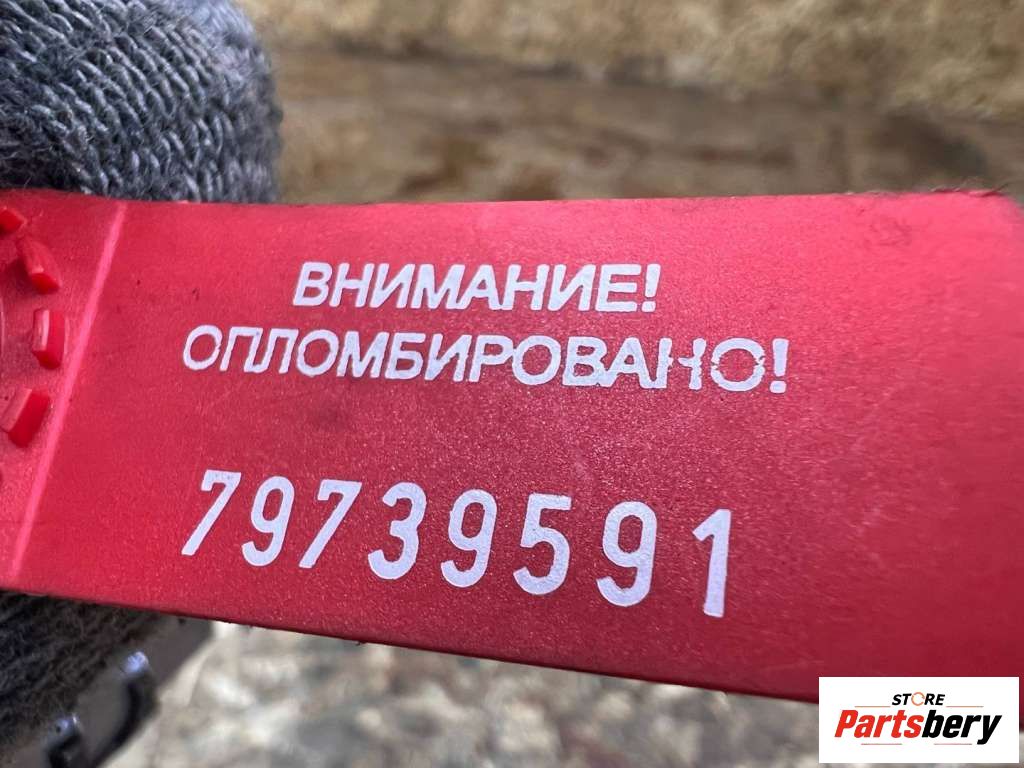 ВНИМАНИЕ!
ОПЛОМБИРОВАНО!
79739591
STORE
Partsbery